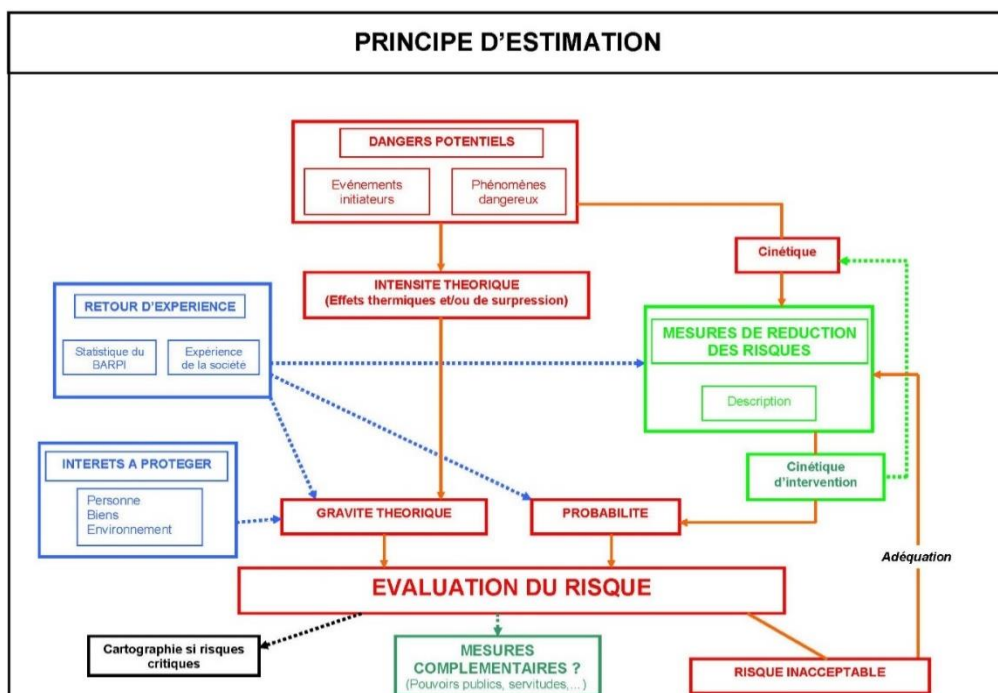 PRINCIPE D’ESTIMATION
DANGERS POTENTIELS
Evénements
initiateurs
Phénomènes
dangereux
Cinétique
INTENSITE THEORIQUE
(Effets thermiques et/ou de surpression)
RETOUR D’EXPERIENCE
Statistique du
BARPI
Expérience
de la société
MESURES DE REDUCTION
DES RISQUES
Description
INTERETS A PROTEGER
Personne
Biens
Environnement
Cinétique
d’intervention
GRAVITE THEORIQUE
PROBABILITE
Adéquation
EVALUATION DU RISQUE
Cartographie si risques
critiques
MESURES
COMPLEMENTAIRES ?
(Pouvoirs publics, servitudes,...)
RISQUE INACCEPTABLE